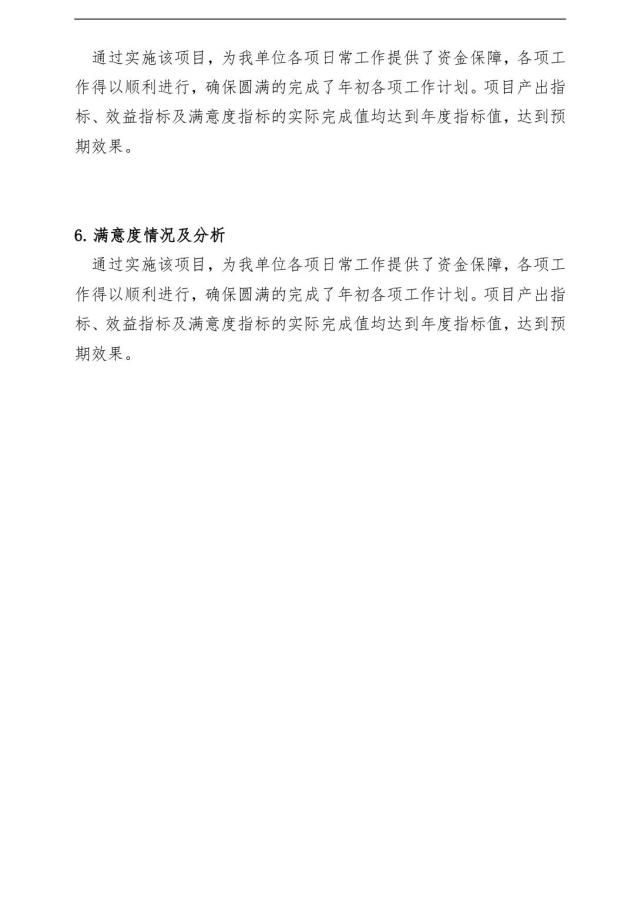 通过实施该项目，为我单位各项日常工作提供了资金保障，各项工
作得以顺利进行，确保圆满的完成了年初各项工作计划。项目产出指
标、效益指标及满意度指标的实际完成值均达到年度指标值，达到预
期效果。
6. 满意度情况及分析
通过实施该项目，为我单位各项日常工作提供了资金保障，各项工
作得以顺利进行，确保圆满的完成了年初各项工作计划。项目产出指
标、效益指标及满意度指标的实际完成值均达到年度指标值，达到预
期效果。